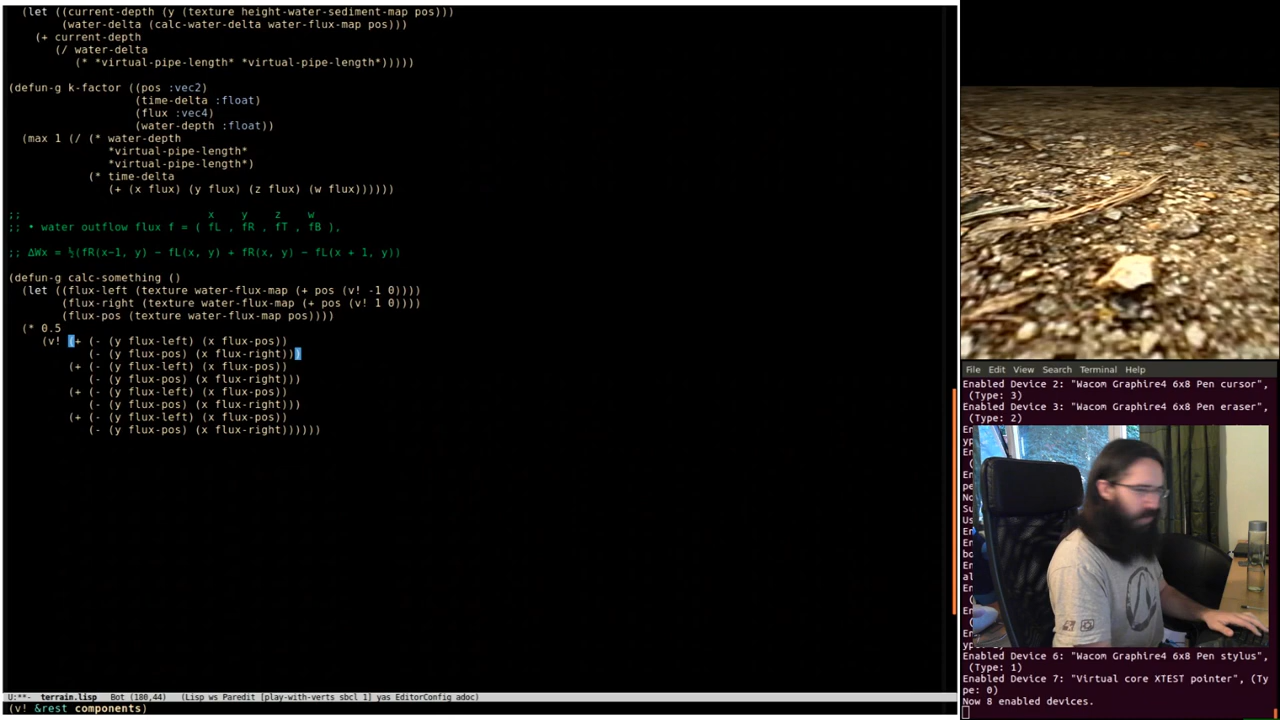 (let ((current-depth (y (texture height-water-sediment-map pos)))
(water-delta (calc-water-delta water-flux-map pos)))
(+ current-depth
(/ water-delta
(* *virtual-pipe-length* *virtual-pipe-length*)))))
(defun-g k-factor ((pos :vec2)
(time-delta :float)
(flux :vec4)
(water-depth :float))
(max 1 (/ (* water-depth
*virtual-pipe-length*
*virtual-pipe-length*)
(* time-delta
(+ (x flux) (y flux) (z flux) (w flux))))))
;; x y z w
;; • water outflow flux f = ( fL , fR , fT , fB ),
;; ΔWx = ½(fR(x−1, y) − fL(x, y) + fR(x, y) − fL(x + 1, y))
(defun-g calc-something ()
(let ((flux-left (texture water-flux-map (+ pos (v! -1 0))))
(flux-right (texture water-flux-map (+ pos (v! 1 0))))
(flux-pos (texture water-flux-map pos))))
(* 0.5
(v! (+ (- (y flux-left) (x flux-pos))
(- (y flux-pos) (x flux-right)))
(+ (- (y flux-left) (x flux-pos))
(- (y flux-pos) (x flux-right)))
(+ (- (y flux-left) (x flux-pos))
(- (y flux-pos) (x flux-right)))
(+ (- (y flux-left) (x flux-pos))
(- (y flux-pos) (x flux-right))))))
U:**- terrain.lisp Bot (180,44) (Lisp ws Paredit [play-with-verts sbcl 1] yas EditorConfig adoc)
(v! &rest components)
File Edit View Search Terminal Help
Enabled Device 2: "Wacom Graphire4 6x8 Pen cursor",
(Type: 3)
Enabled Device 3: "Wacom Graphire4 6x8 Pen eraser",
(Type: 2)
Enabled Device 6: "Wacom Graphire4 6x8 Pen stylus",
(Type: 1)
Enabled Device 7: "Virtual core XTEST pointer", (Ty
pe: 0)
Now 8 enabled devices.